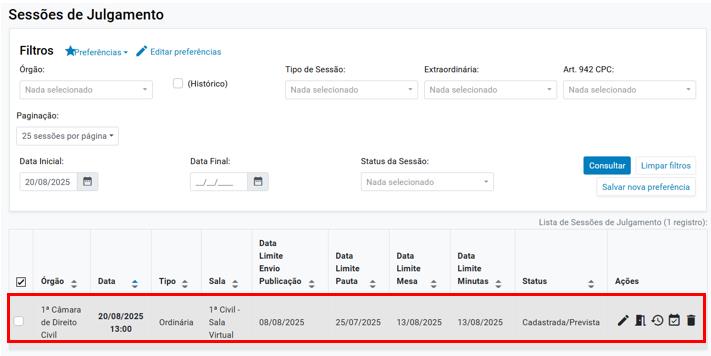 Sessões de Julgamento
Filtros Preferências Editar preferências
Órgão: Tipo de Sessão: Extraordinária: Art. 942 CPC:
Nada selecionado (Histórico) Nada selecionado Nada selecionado Nada selecionado
Paginação:
25 sessões por página
Data Inicial: Data Final: Status da Sessão:
20/08/2025 __/__/____ Nada selecionado Consultar Limpar filtros
Salvar nova preferência
Lista de Sessões de Julgamento (1 registro):
Órgão Data Tipo Sala Data Limite Envio Publicação Data Limite Pauta Data Limite Mesa Data Limite Minutas Status Ações
1ª Câmara de Direito Civil 20/08/2025 13:00 Ordinária 1ª Civil - Sala Virtual 08/08/2025 25/07/2025 13/08/2025 13/08/2025 Cadastrada/Prevista